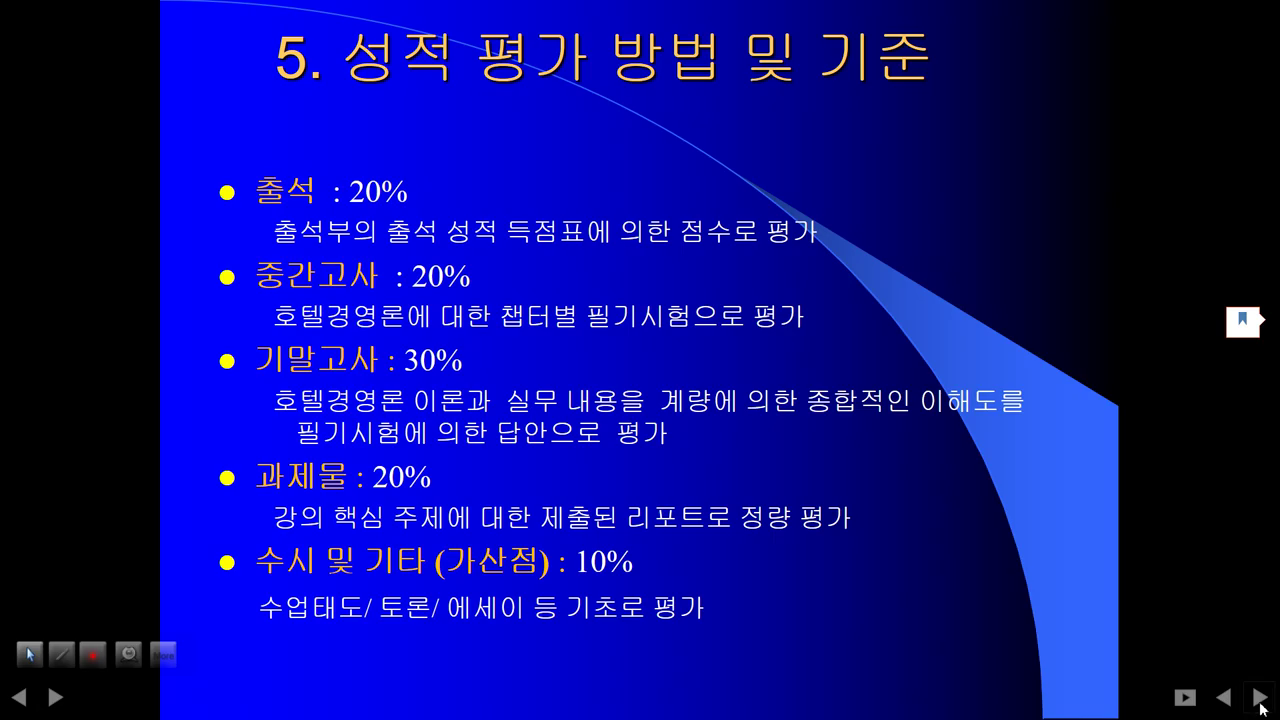 5. 성적 평가 방법 및 기준
출석 : 20%
출석부의 출석 성적 득점표에 의한 점수로 평가
중간고사 : 20%
호텔경영론에 대한 챕터별 필기시험으로 평가
기말고사 : 30%
호텔경영론 이론과 실무 내용을 계량에 의한 종합적인 이해도를
필기시험에 의한 답안으로 평가
과제물 : 20%
강의 핵심 주제에 대한 제출된 리포트로 정량 평가
수시 및 기타 (가산점) : 10%
수업태도/ 토론/ 에세이 등 기초로 평가
More